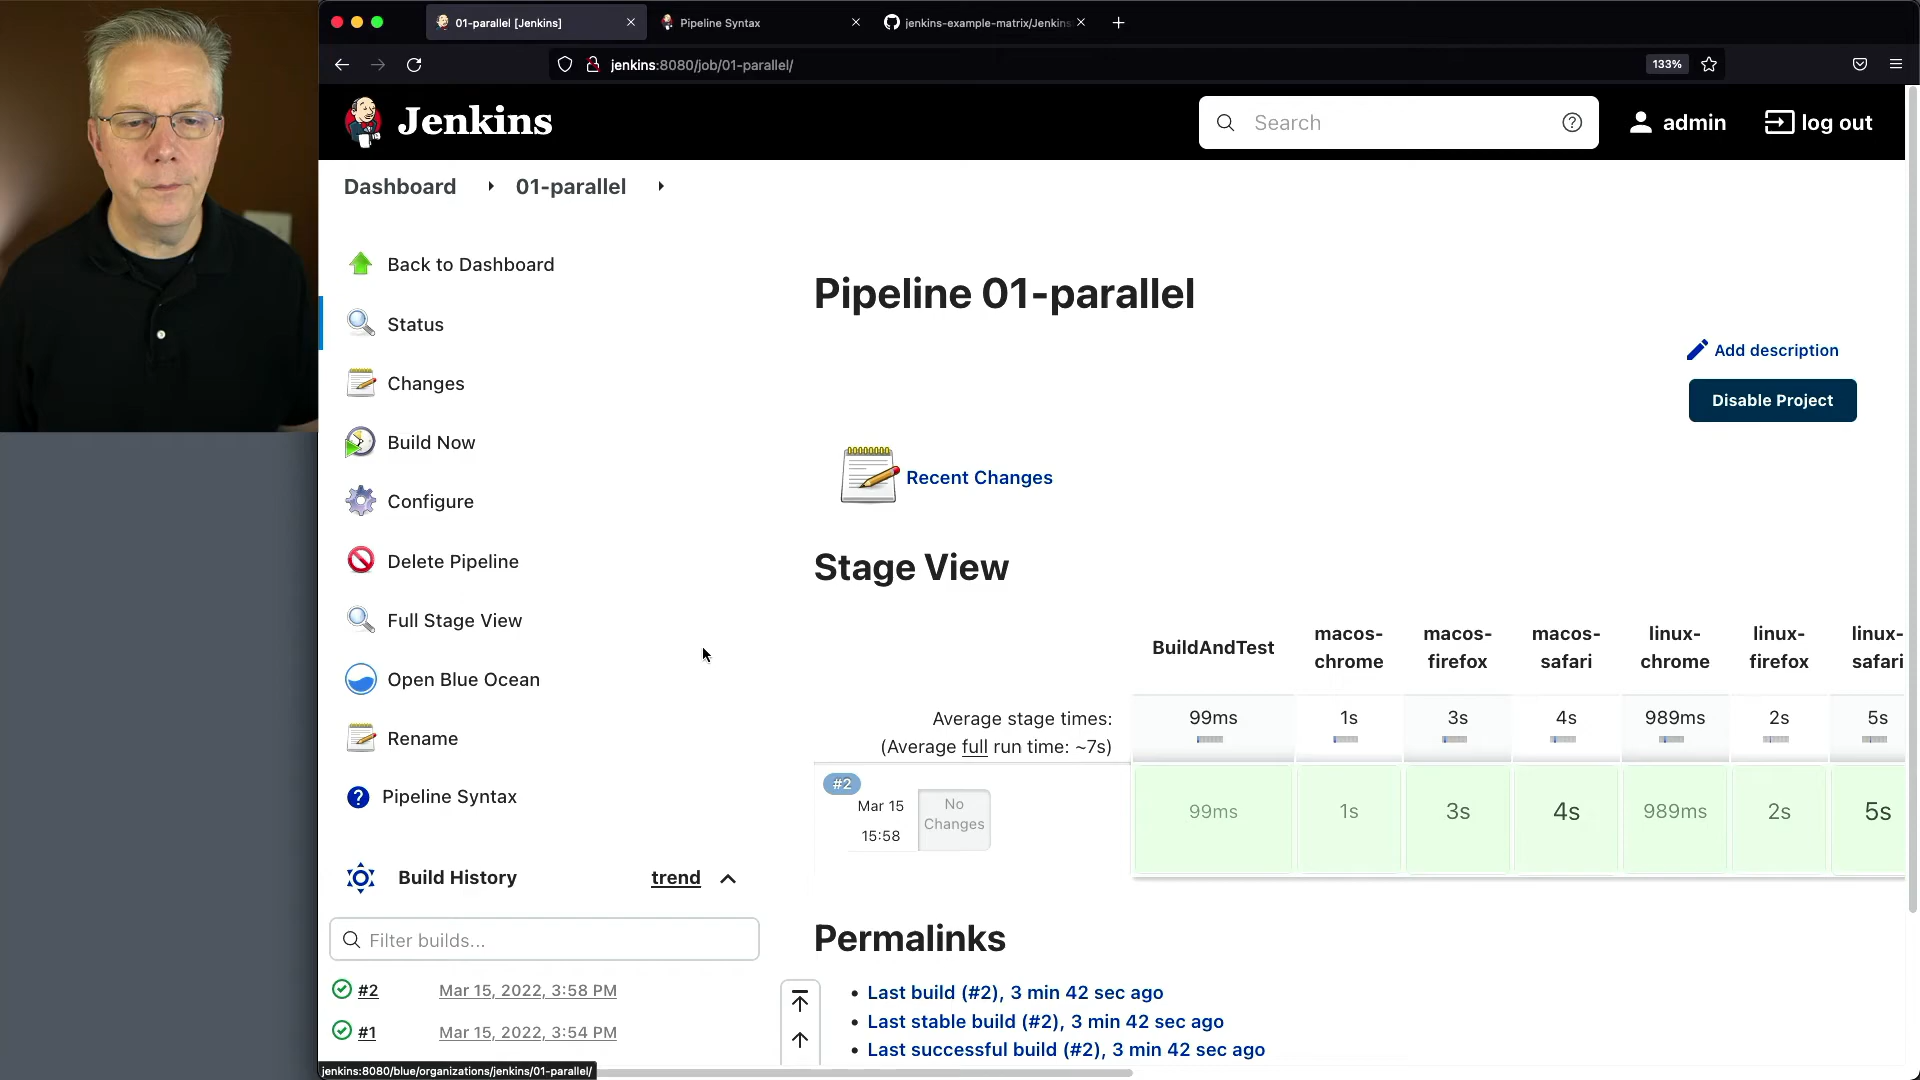 01-parallel [Jenkins]
Pipeline Syntax
jenkins-example-matrix/Jenkins
jenkins:8080/job/01-parallel/
133%
Jenkins
Search
admin
log out
Dashboard
01-parallel
Back to Dashboard
Status
Changes
Build Now
Configure
Delete Pipeline
Full Stage View
Open Blue Ocean
Rename
Pipeline Syntax
Build History
trend
Filter builds...
#2 Mar 15, 2022, 3:58 PM
#1 Mar 15, 2022, 3:54 PM
jenkins:8080/blue/organizations/jenkins/01-parallel/
Pipeline 01-parallel
Add description
Disable Project
Recent Changes
Stage View
BuildAndTest
macos-
chrome
macos-
firefox
macos-
safari
linux-
chrome
linux-
firefox
linux-
safari
Average stage times:
(Average full run time: ~7s)
99ms 1s 3s 4s 989ms 2s 5s
#2
Mar 15
15:58
No
Changes
99ms 1s 3s 4s 989ms 2s 5s
Permalinks
Last build (#2), 3 min 42 sec ago
Last stable build (#2), 3 min 42 sec ago
Last successful build (#2), 3 min 42 sec ago